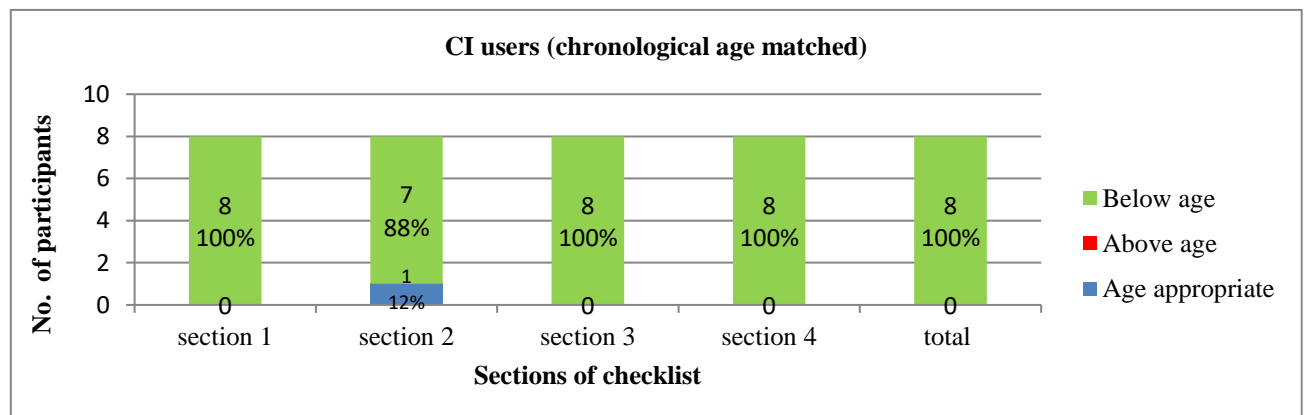 CI users (chronological age matched)
No. of participants
10
8
6
4
2
0
8
100%
0
7
88%
1
12%
8
100%
0
8
100%
0
8
100%
0
section 1
section 2
section 3
section 4
total
Sections of checklist
Below age
Above age
Age appropriate